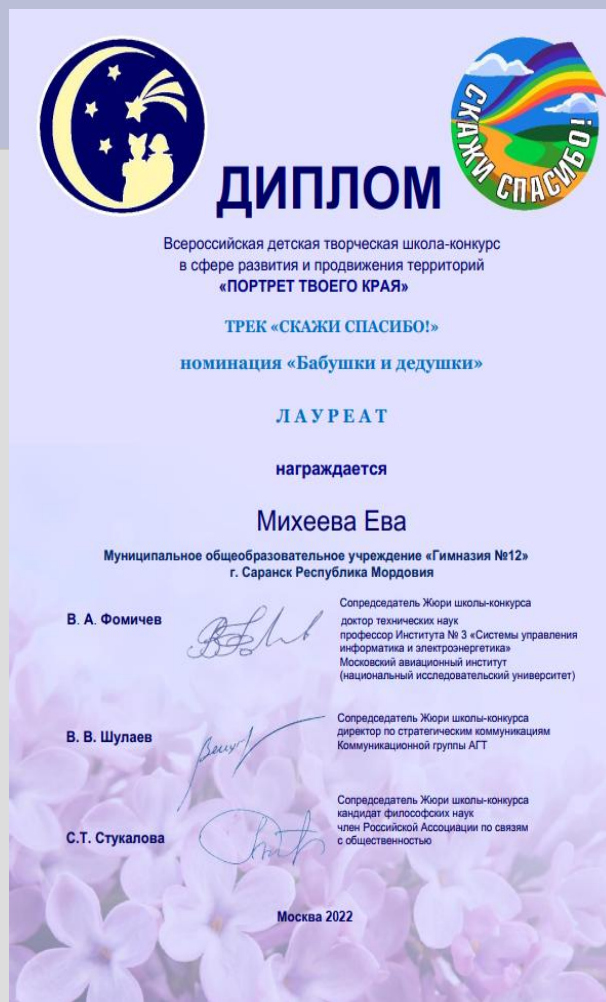 СКАЖИ СПАСИБО!
ДИПЛОМ
Всероссийская детская творческая школа-конкурс
в сфере развития и продвижения территорий
«ПОРТРЕТ ТВОЕГО КРАЯ»
ТРЕК «СКАЖИ СПАСИБО!»
номинация «Бабушки и дедушки»
ЛАУРЕАТ
награждается
Михеева Ева
Муниципальное общеобразовательное учреждение «Гимназия №12»
г. Саранск Республика Мордовия
В. А. Фомичев
Сопредседатель Жюри школы-конкурса
доктор технических наук
профессор Института № 3 «Системы управления
информатика и электроэнергетика»
Московский авиационный институт
(национальный исследовательский университет)
В. В. Шулаев
Сопредседатель Жюри школы-конкурса
директор по стратегическим коммуникациям
Коммуникационной группы АГТ
С.Т. Стукалова
Сопредседатель Жюри школы-конкурса
кандидат философских наук
член Российской Ассоциации по связям
с общественностью
Москва 2022